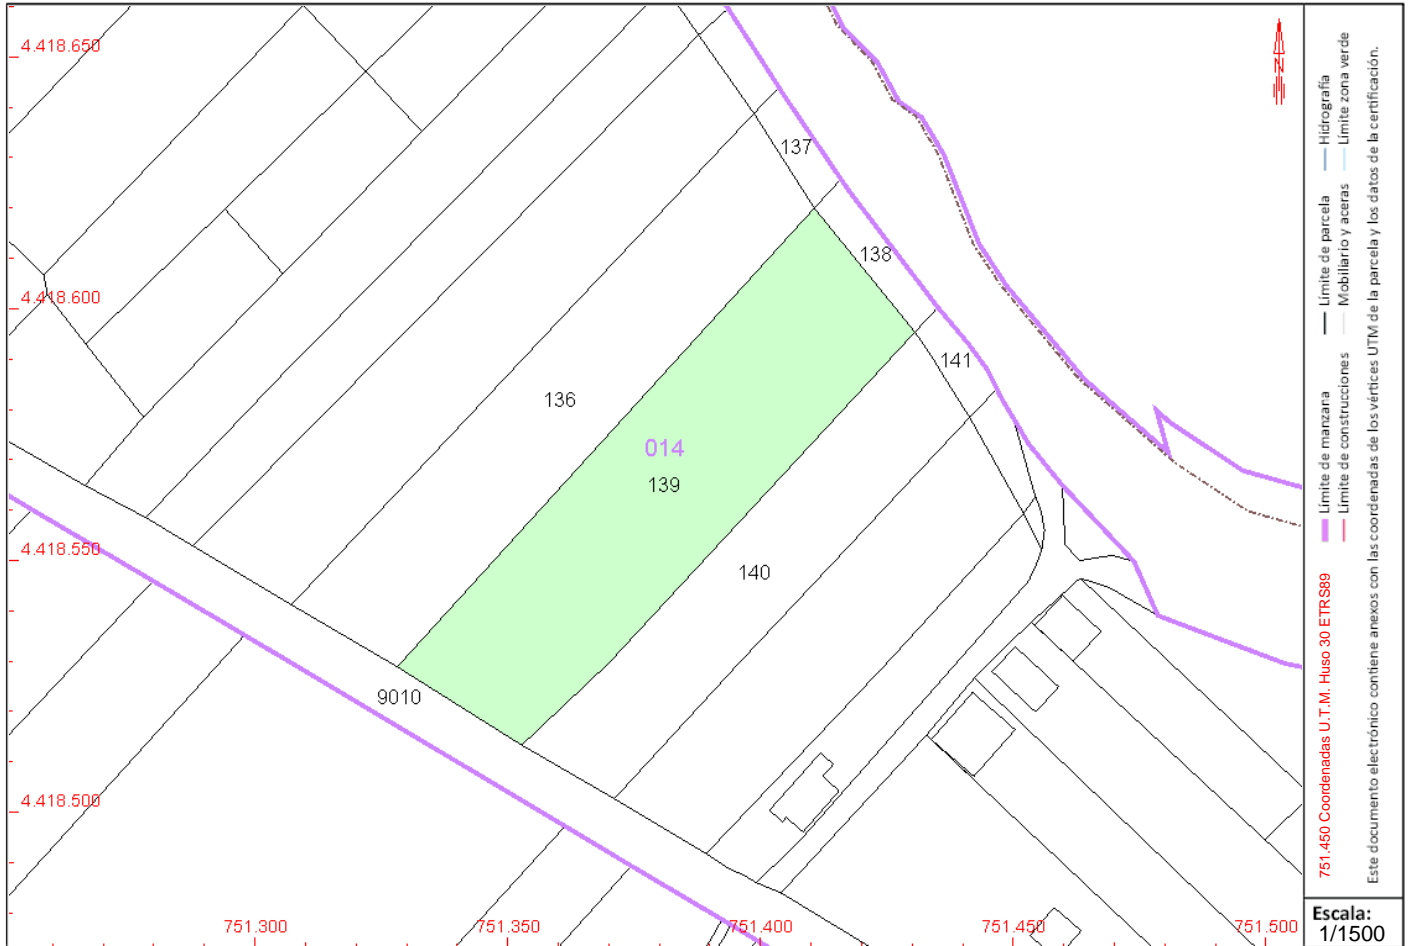 4.418.650
4.418.600
4.418.550
4.418.500
751.300
751.350
751.400
751.450
751.500
137
138
141
136
014
139
140
9010
N
Hidrografía
Límite zona verde
Límite de parcela
Mobiliario y aceras
Límite de manzana
Límite de construcciones
751.450 Coordenadas U.T.M. Huso 30 ETRS89
Este documento electrónico contiene anexos con las coordenadas de los vértices UTM de la parcela y los datos de la certificación.
Escala:
1/1500